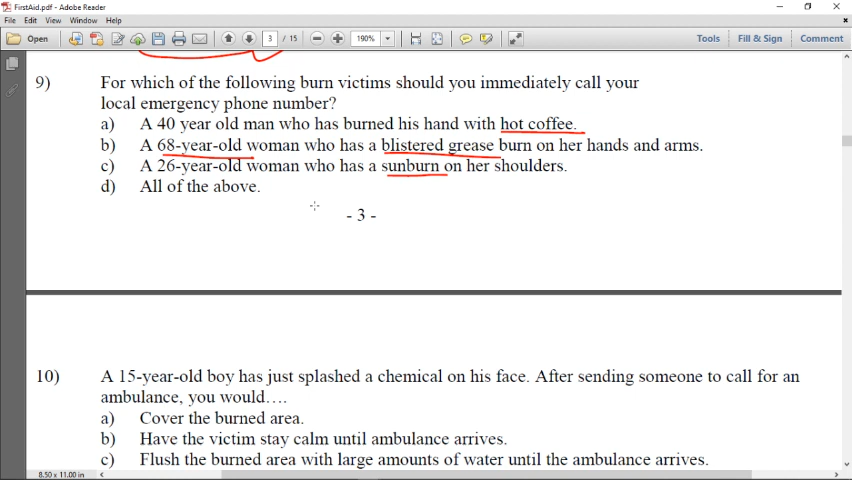 FirstAid.pdf - Adobe Reader
File Edit View Window Help
Open 3 / 15 190% Tools Fill & Sign Comment
9) For which of the following burn victims should you immediately call your
local emergency phone number?
a) A 40 year old man who has burned his hand with hot coffee.
b) A 68-year-old woman who has a blistered grease burn on her hands and arms.
c) A 26-year-old woman who has a sunburn on her shoulders.
d) All of the above.
- 3 -
10) A 15-year-old boy has just splashed a chemical on his face. After sending someone to call for an
ambulance, you would….
a) Cover the burned area.
b) Have the victim stay calm until ambulance arrives.
c) Flush the burned area with large amounts of water until the ambulance arrives.
8.50 x 11.00 in